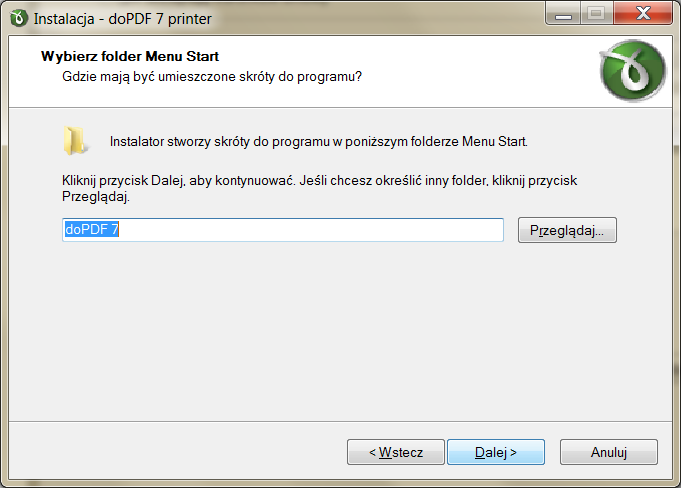 Instalacja - doPDF 7 printer
Wybierz folder Menu Start
Gdzie mają być umieszczone skróty do programu?
Instalator stworzy skróty do programu w poniższym folderze Menu Start.
Kliknij przycisk Dalej, aby kontynuować. Jeśli chcesz określić inny folder, kliknij przycisk
Przeglądaj.
doPDF 7
Przeglądaj...
< Wstecz
Dalej >
Anuluj